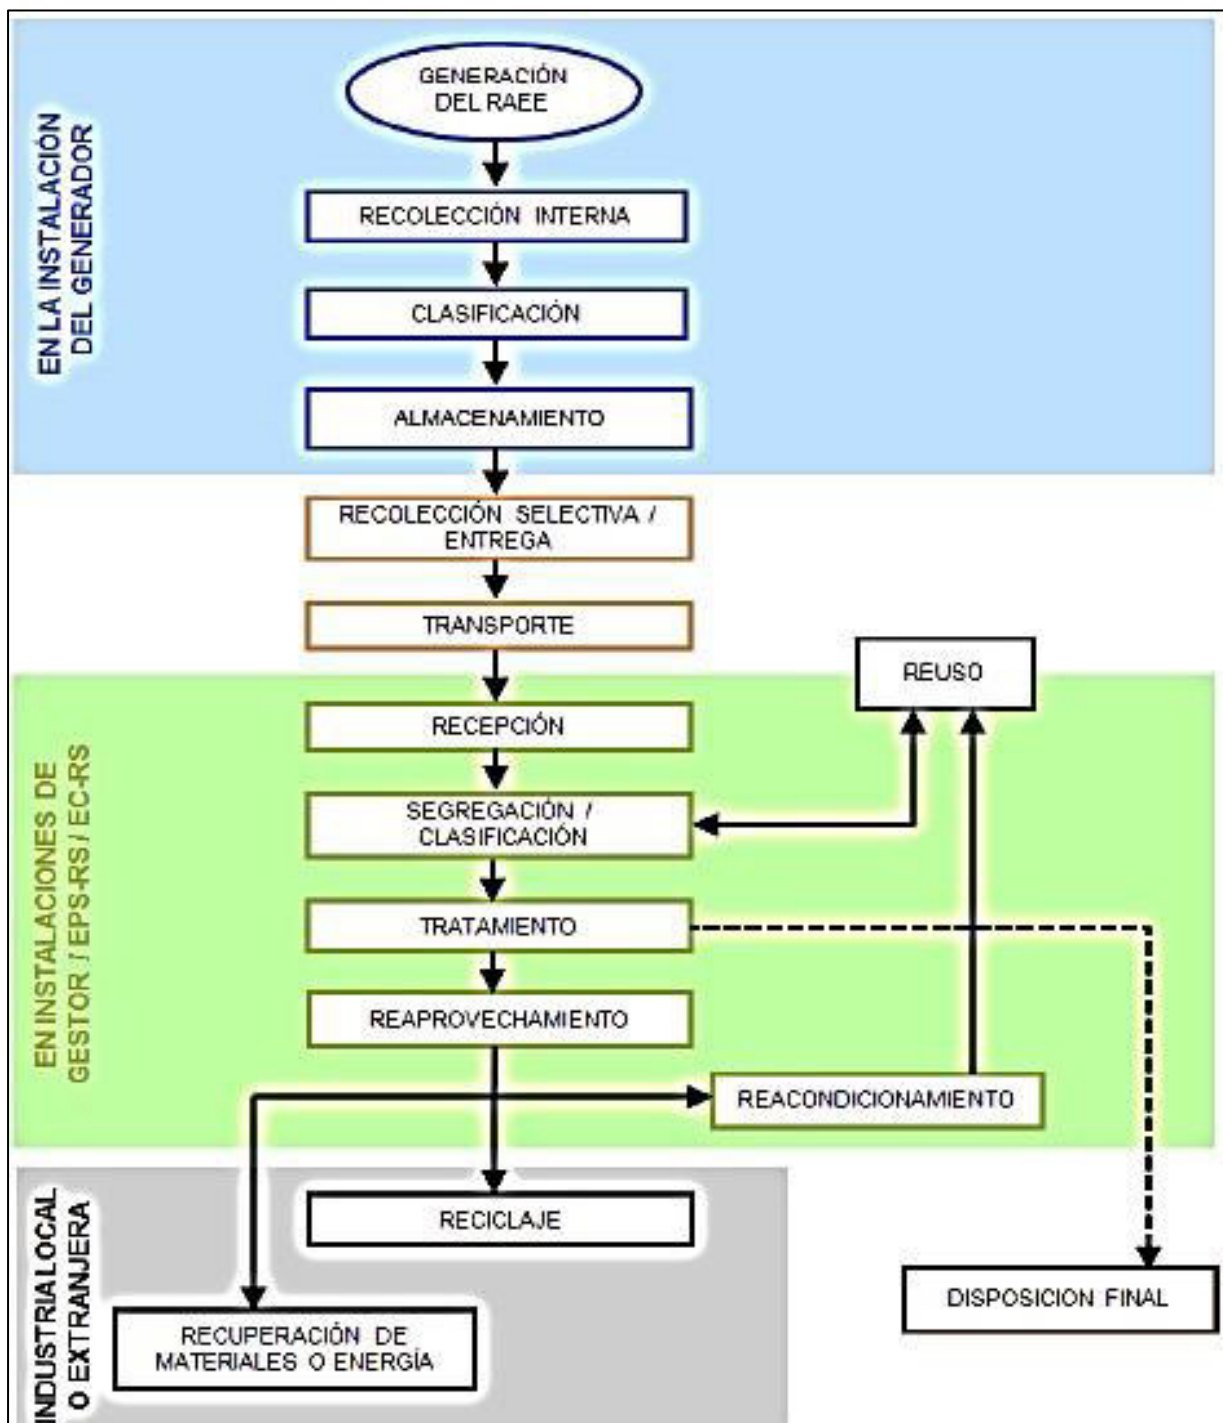 EN LA INSTALACIÓN
DEL GENERADOR
GENERACIÓN
DEL RAEE
RECOLECCIÓN INTERNA
CLASIFICACIÓN
ALMACENAMIENTO
RECOLECCIÓN SELECTIVA /
ENTREGA
TRANSPORTE
EN INSTALACIONES DE
GESTOR / EPS-RS / EC-RS
REUSO
RECEPCIÓN
SEGREGACIÓN /
CLASIFICACIÓN
TRATAMIENTO
REAPROVECHAMIENTO
REACONDICIONAMIENTO
INDUSTRIA LOCAL
O EXTRANJERA
RECICLAJE
DISPOSICION FINAL
RECUPERACIÓN DE
MATERIALES O ENERGÍA